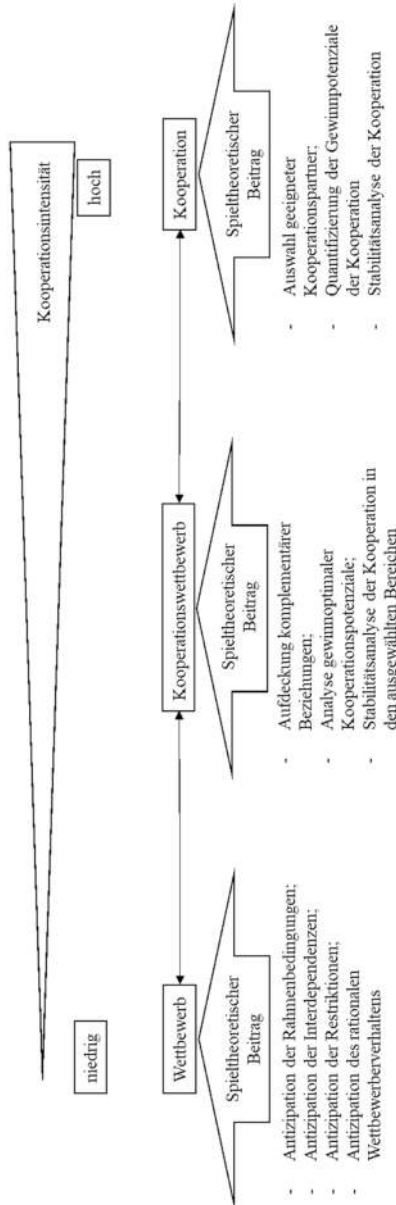 Kooperationsintensität
niedrig
hoch
Wettbewerb
Kooperationswettbewerb
Kooperation
Spieltheoretischer
Beitrag
- Antizipation der Rahmenbedingungen;
- Antizipation der Interdependenzen;
- Antizipation der Restriktionen;
- Antizipation des rationalen
Wettbewerberverhaltens
Spieltheoretischer
Beitrag
- Aufdeckung komplementärer
Beziehungen;
- Analyse gewinnoptimaler
Kooperationspotenziale;
- Stabilitätsanalyse der Kooperation in
den ausgewählten Bereichen
Spieltheoretischer
Beitrag
- Auswahl geeigneter
Kooperationspartner;
- Quantifizierung der Gewinnpotenziale
der Kooperation
- Stabilitätsanalyse der Kooperation